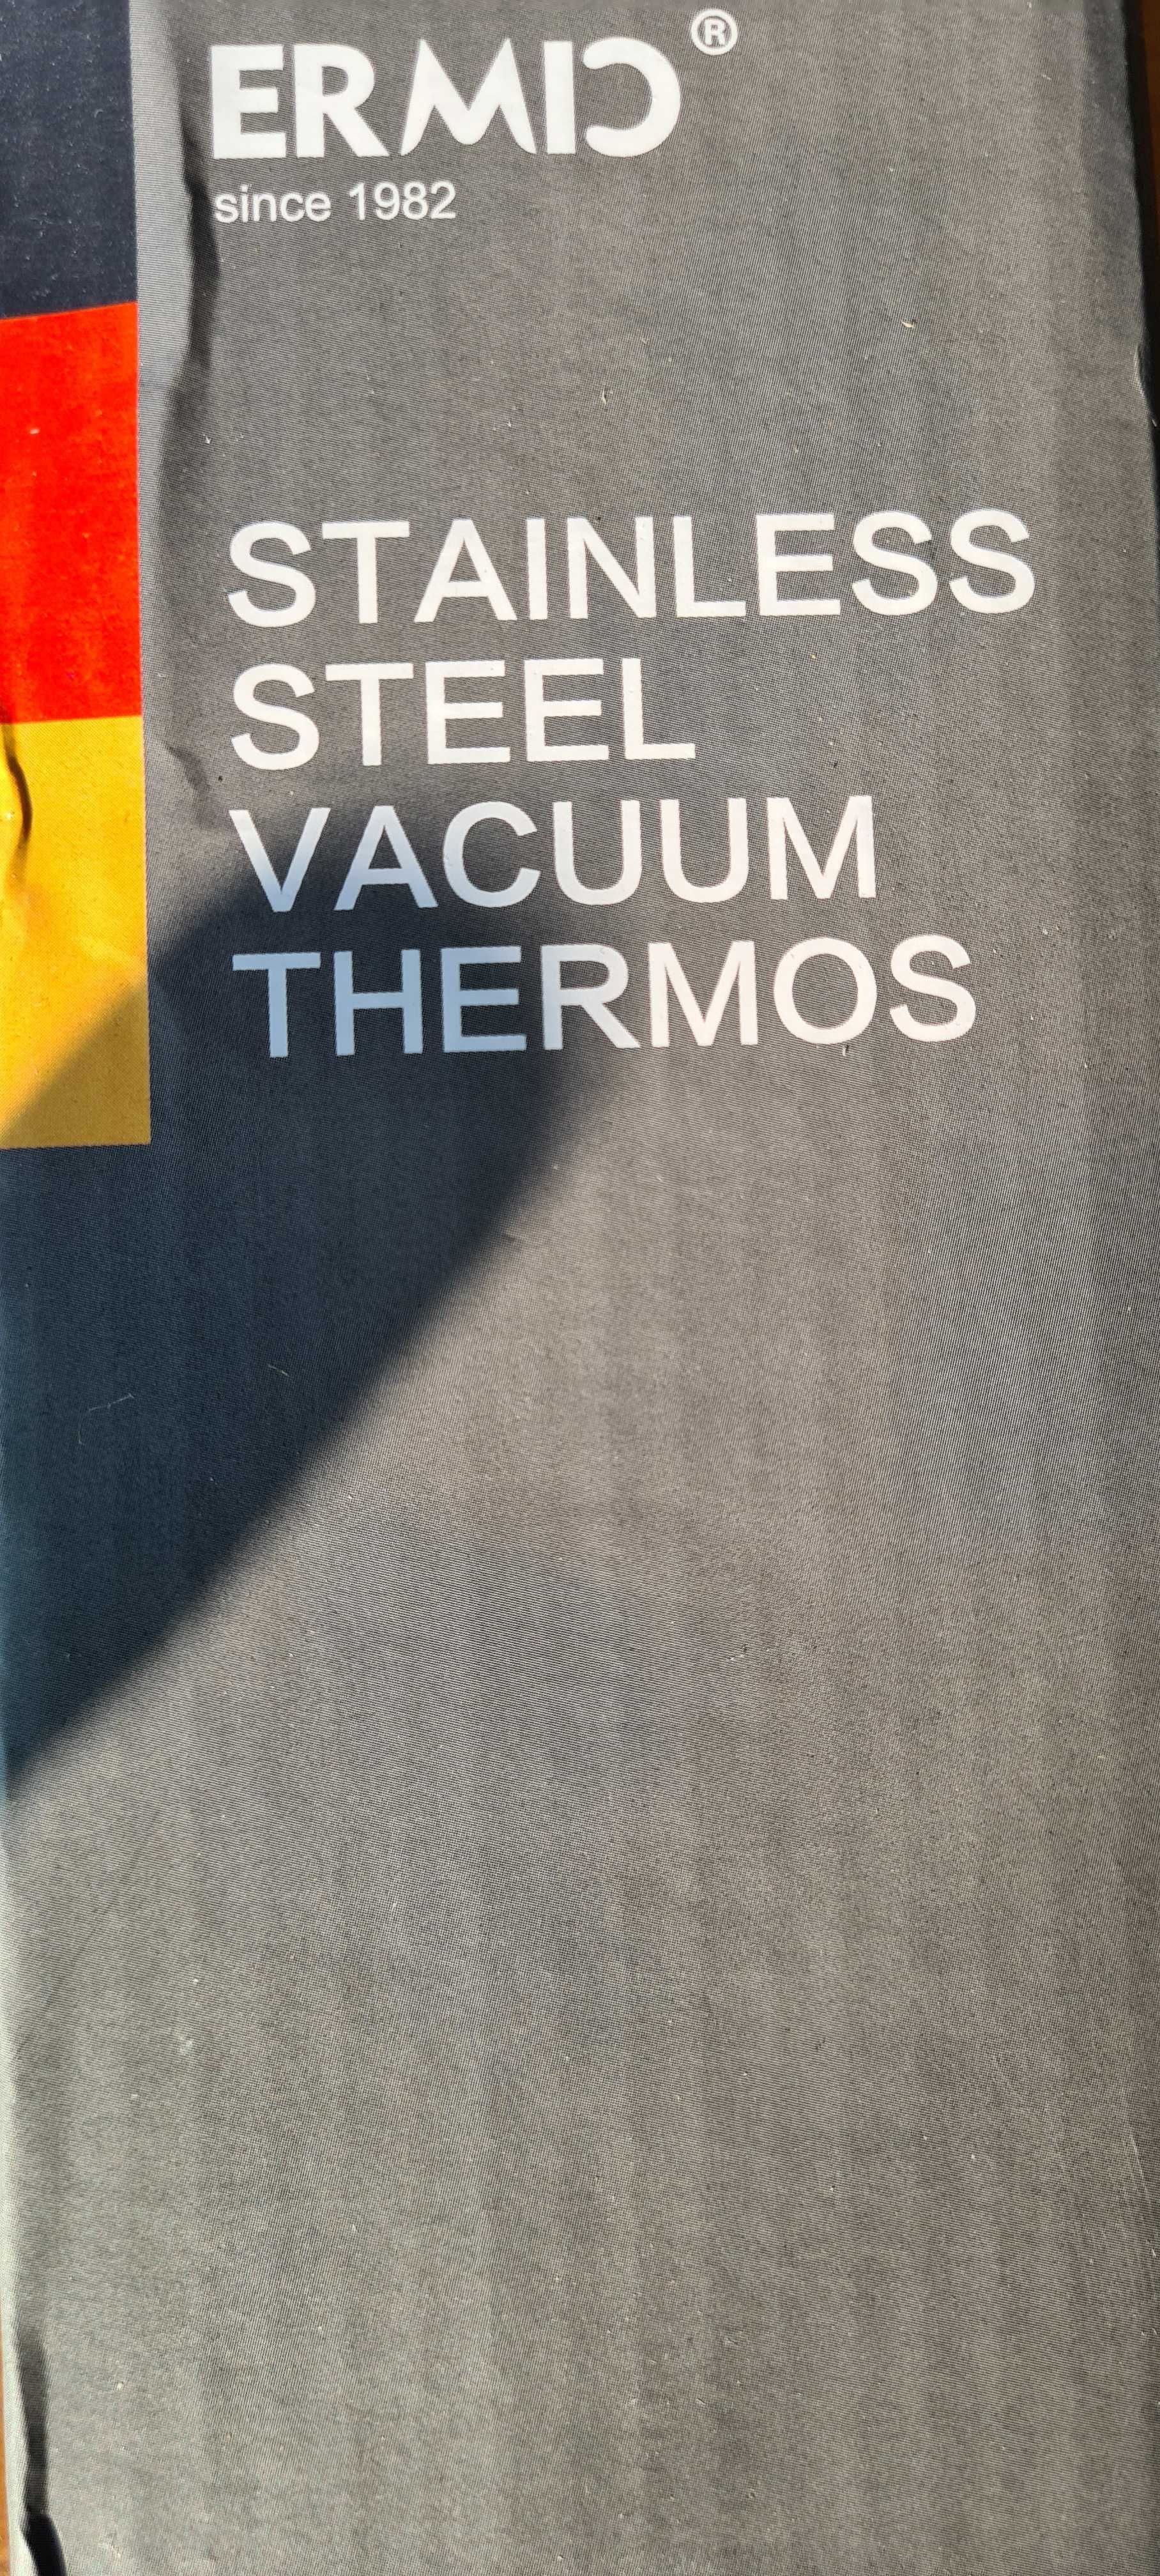 ERMIC®
since 1982
STAINLESS
STEEL
VACUUM
THERMOS